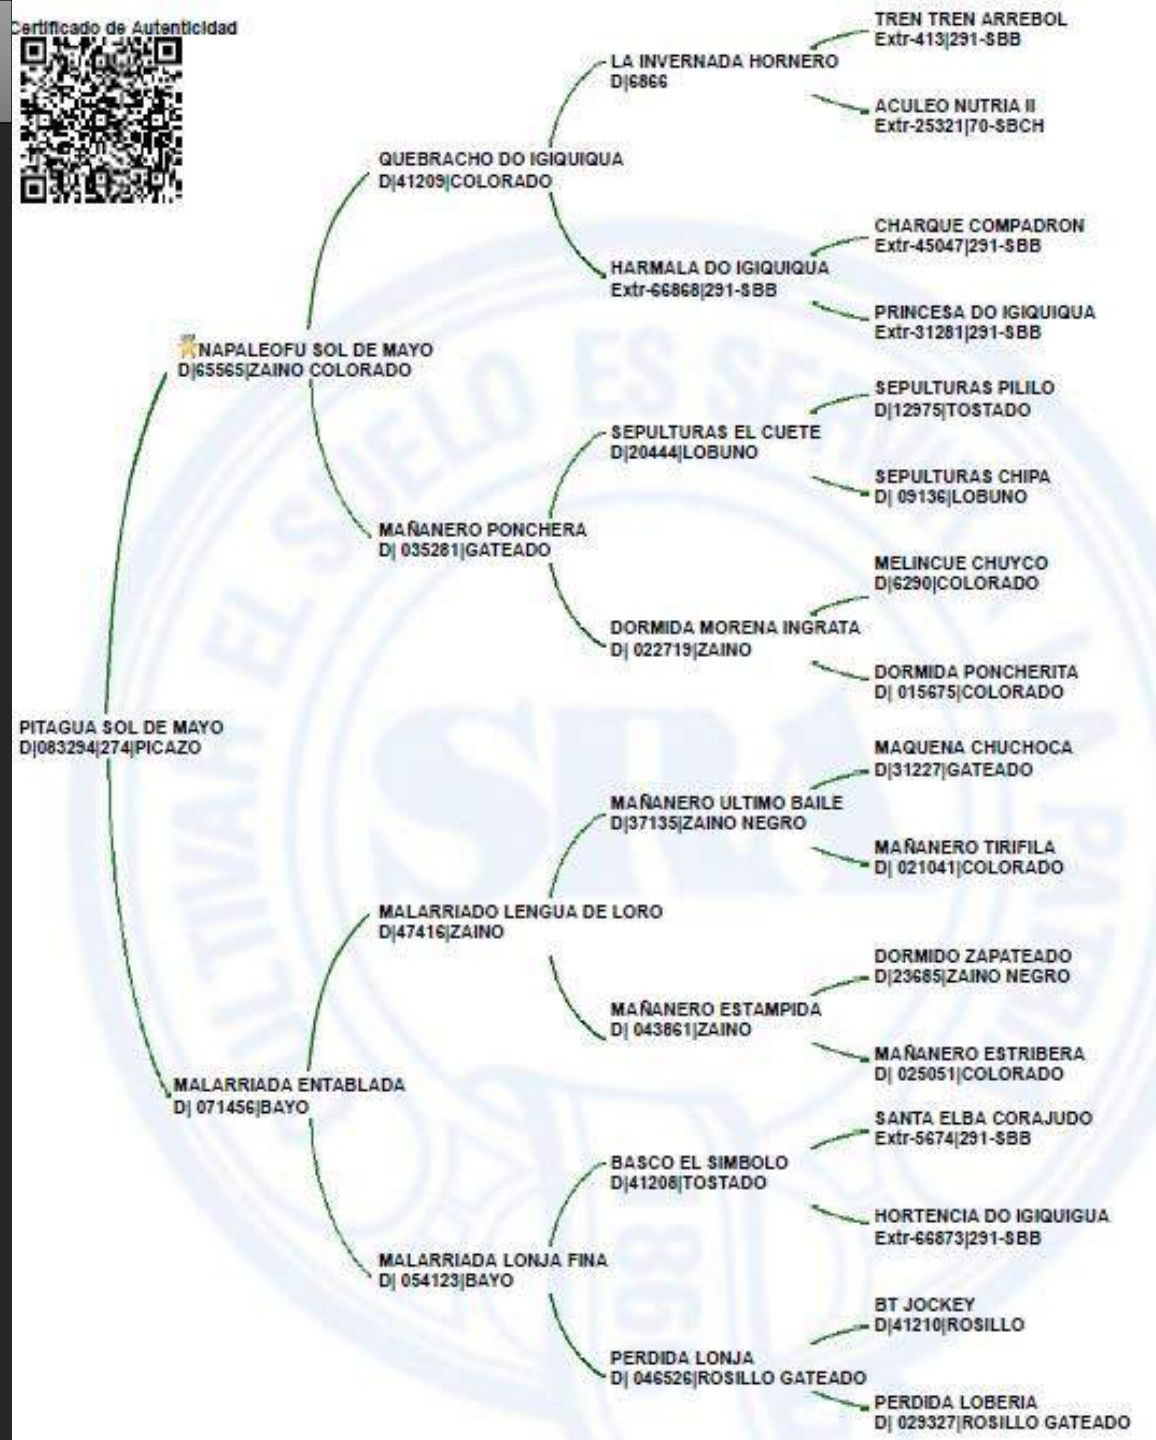 Certificado de Autenticidad
TREN TREN ARREBOL
Extr-413|291-SBB
LA INVERNADA HORNERO
D|6866
ACULEO NUTRIA II
Extr-25321|70-SBCH
QUEBRACHO DO IGIQUIQUA
D|41209|COLORADO
CHARQUE COMPADRON
Extr-45047|291-SBB
HARMALA DO IGIQUIQUA
Extr-66868|291-SBB
PRINCESA DO IGIQUIQUA
Extr-31281|291-SBB
NAPALEOFU SOL DE MAYO
D|65565|ZAINO COLORADO
SEPULTURAS PILILO
D|12975|TOSTADO
SEPULTURAS EL CUETE
D|20444|LOBUNO
SEPULTURAS CHIPA
D| 09136|LOBUNO
MAÑANERO PONCHERA
D| 035281|GATEADO
MELINCUE CHUYCO
D|6290|COLORADO
DORMIDA MORENA INGRATA
D| 022719|ZAINO
DORMIDA PONCHERITA
D| 015675|COLORADO
PITAGUA SOL DE MAYO
D|083294|274|PICAZO
MAQUENA CHUCHOCA
D|31227|GATEADO
MAÑANERO ULTIMO BAILE
D|37135|ZAINO NEGRO
MAÑANERO TIRIFILA
D| 021041|COLORADO
MALARRIADO LENGUA DE LORO
D|47416|ZAINO
DORMIDO ZAPATEADO
D|23685|ZAINO NEGRO
MAÑANERO ESTAMPIDA
D| 043861|ZAINO
MAÑANERO ESTRIBERA
D| 025051|COLORADO
MALARRIADA ENTABLADA
D| 071456|BAYO
SANTA ELBA CORAJUDO
Extr-5674|291-SBB
BASCO EL SIMBOLO
D|41208|TOSTADO
HORTENCIA DO IGIQUIGUA
Extr-66873|291-SBB
MALARRIADA LONJA FINA
D| 054123|BAYO
BT JOCKEY
D|41210|ROSILLO
PERDIDA LONJA
D| 046526|ROSILLO GATEADO
PERDIDA LOBERIA
D| 029327|ROSILLO GATEADO
SRA